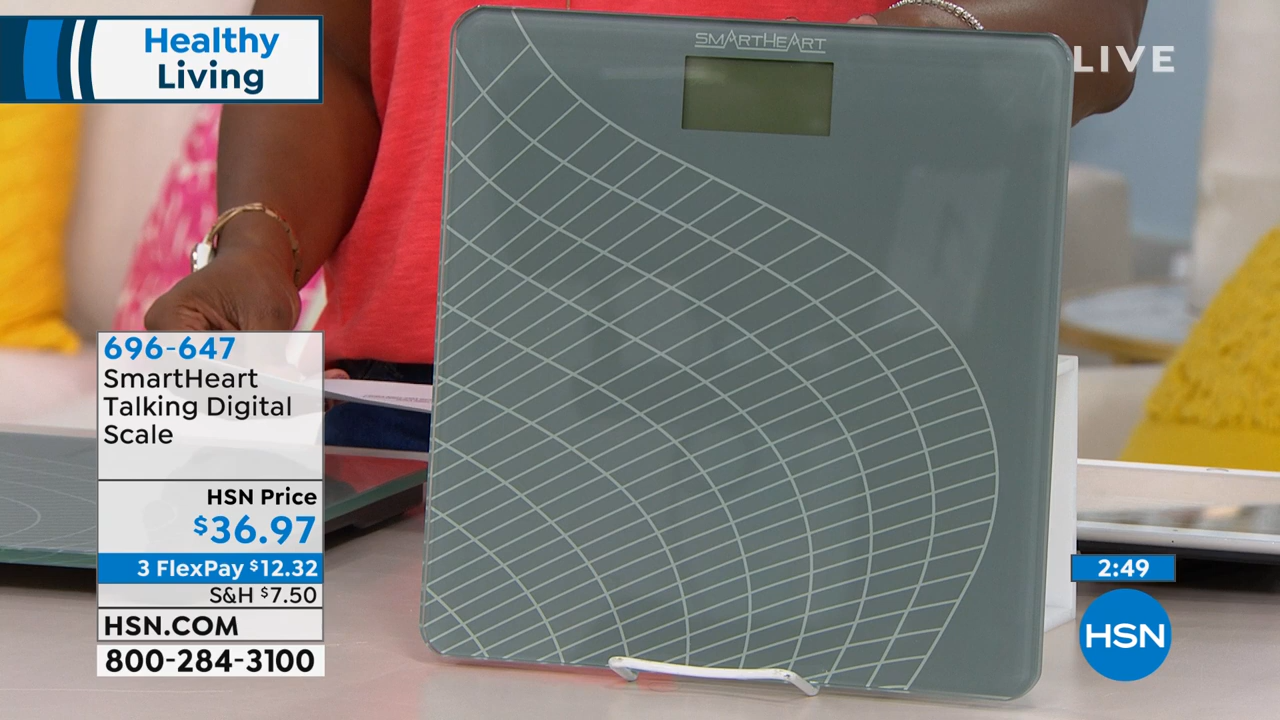 Healthy
Living
SMARTHEART
LIVE
696-647
SmartHeart
Talking Digital
Scale
HSN Price
$36.97
3 FlexPay $12.32
S&H $7.50
HSN.COM
800-284-3100
2:49
HSN